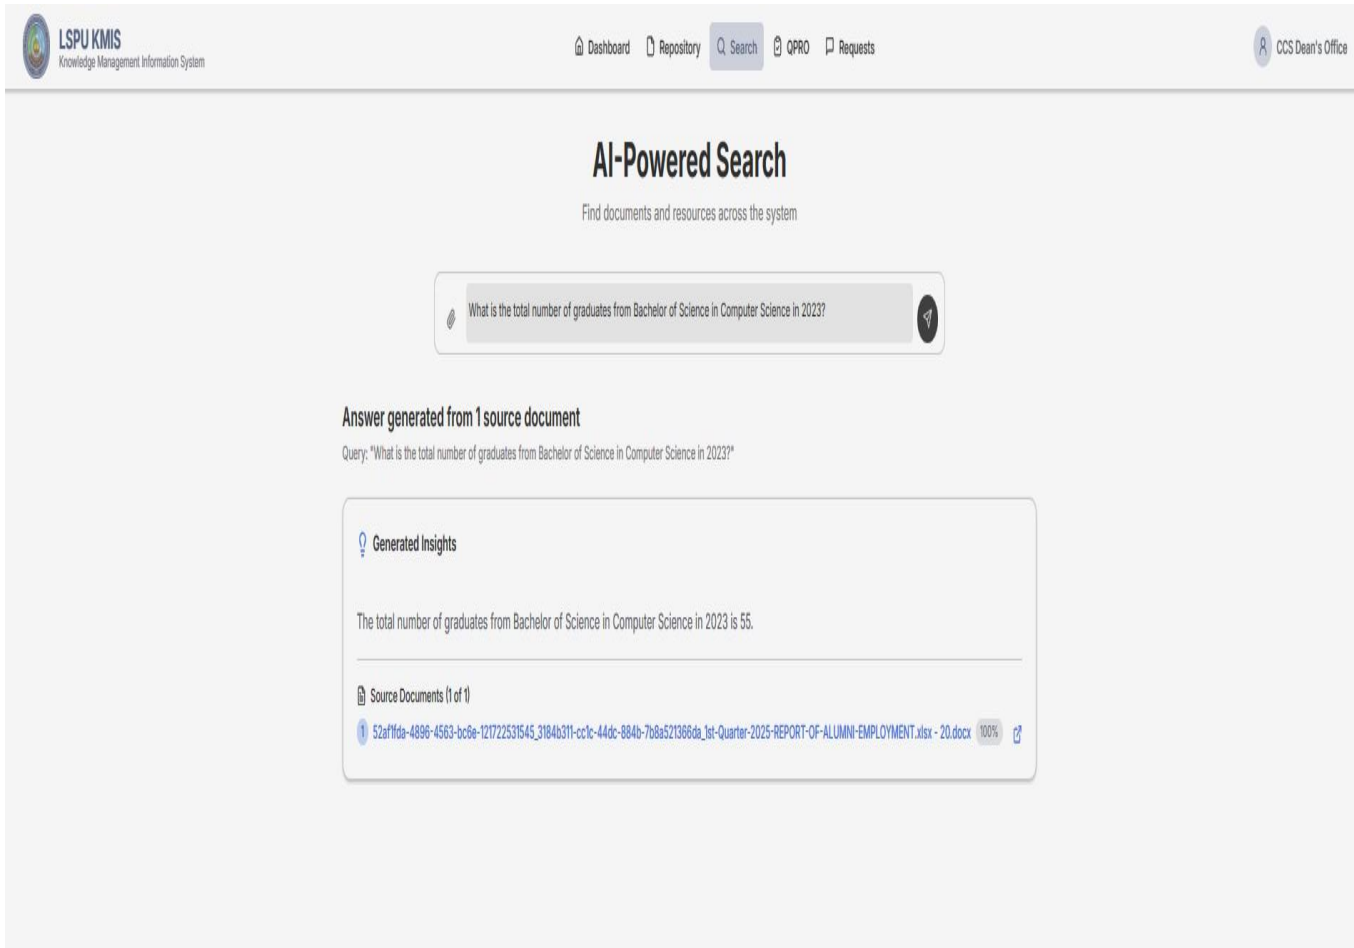 LSPU KMIS
Knowledge Management Information System
Dashboard
Repository
Search
QPRO
Requests
CCS Dean's Office
AI-Powered Search
Find documents and resources across the system
What is the total number of graduates from Bachelor of Science in Computer Science in 2023?
Answer generated from 1 source document
Query: "What is the total number of graduates from Bachelor of Science in Computer Science in 2023?"
Generated Insights
The total number of graduates from Bachelor of Science in Computer Science in 2023 is 55.
Source Documents (1 of 1)
1 52af1fda-4896-4563-bc6e-121722531545_3184b311-cc1c-44dc-884b-7b8a521366da_1st-Quarter-2025-REPORT-OF-ALUMNI-EMPLOYMENT.xlsx - 20.docx 100%